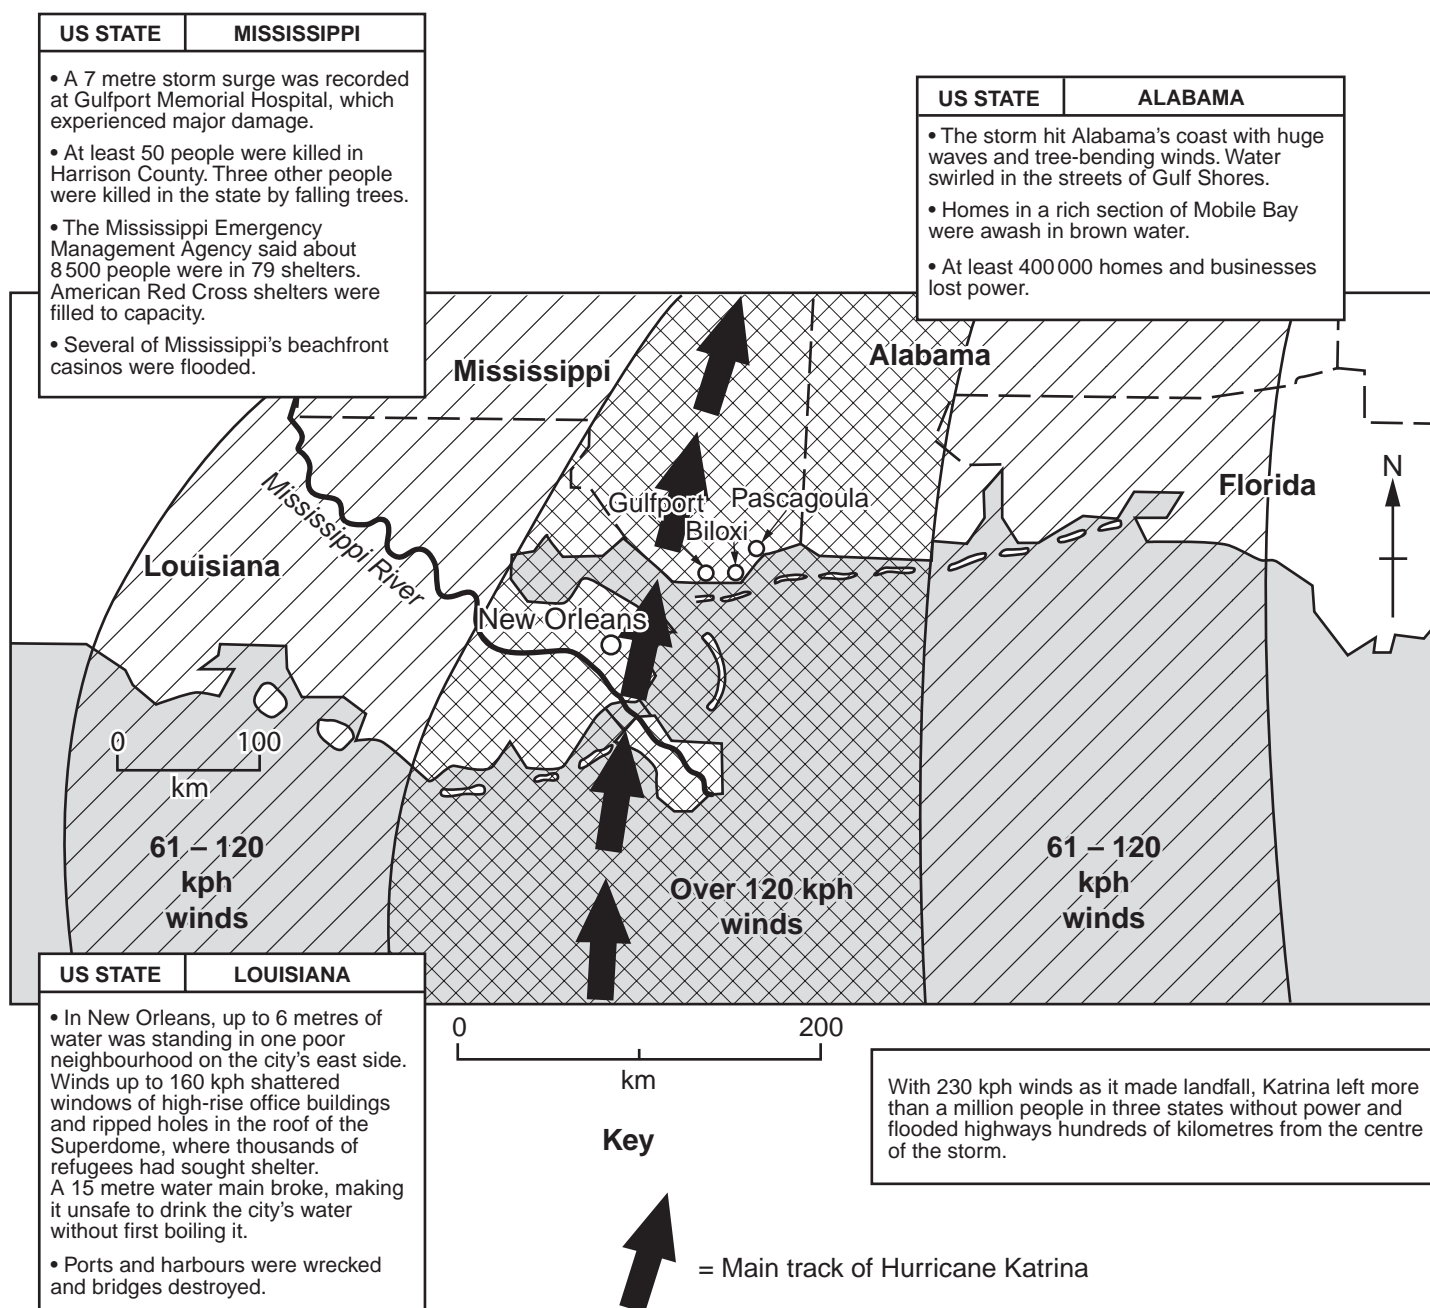 US STATE MISSISSIPPI
• A 7 metre storm surge was recorded
at Gulfport Memorial Hospital, which
experienced major damage.
• At least 50 people were killed in
Harrison County. Three other people
were killed in the state by falling trees.
• The Mississippi Emergency
Management Agency said about
8 500 people were in 79 shelters.
American Red Cross shelters were
filled to capacity.
• Several of Mississippi's beachfront
casinos were flooded.
US STATE ALABAMA
• The storm hit Alabama's coast with huge
waves and tree-bending winds. Water
swirled in the streets of Gulf Shores.
• Homes in a rich section of Mobile Bay
were awash in brown water.
• At least 400 000 homes and businesses
lost power.
Mississippi
Alabama
Mississippi River
Gulfport
Pascagoula
Biloxi
Florida
N
Louisiana
New Orleans
0 100
km
61 – 120
kph
winds
Over 120 kph
winds
61 – 120
kph
winds
US STATE LOUISIANA
• In New Orleans, up to 6 metres of
water was standing in one poor
neighbourhood on the city's east side.
Winds up to 160 kph shattered
windows of high-rise office buildings
and ripped holes in the roof of the
Superdome, where thousands of
refugees had sought shelter.
A 15 metre water main broke, making
it unsafe to drink the city's water
without first boiling it.
• Ports and harbours were wrecked
and bridges destroyed.
0 200
km
With 230 kph winds as it made landfall, Katrina left more
than a million people in three states without power and
flooded highways hundreds of kilometres from the centre
of the storm.
Key
= Main track of Hurricane Katrina